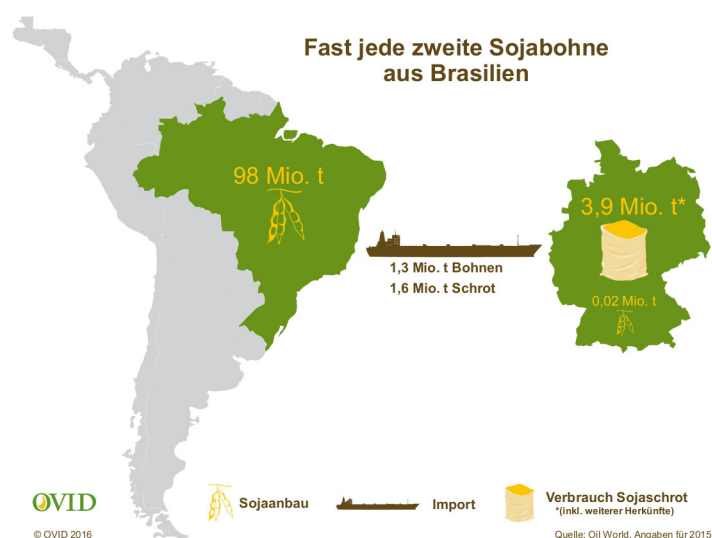 Fast jede zweite Sojabohne
aus Brasilien
98 Mio. t
3,9 Mio. t*
1,3 Mio. t Bohnen
1,6 Mio. t Schrot
0,02 Mio. t
OVID
Sojaanbau
Import
Verbrauch Sojaschrot
*(inkl. weiterer Herkünfte)
© OVID 2016
Quelle: Oil World, Angaben für 2015